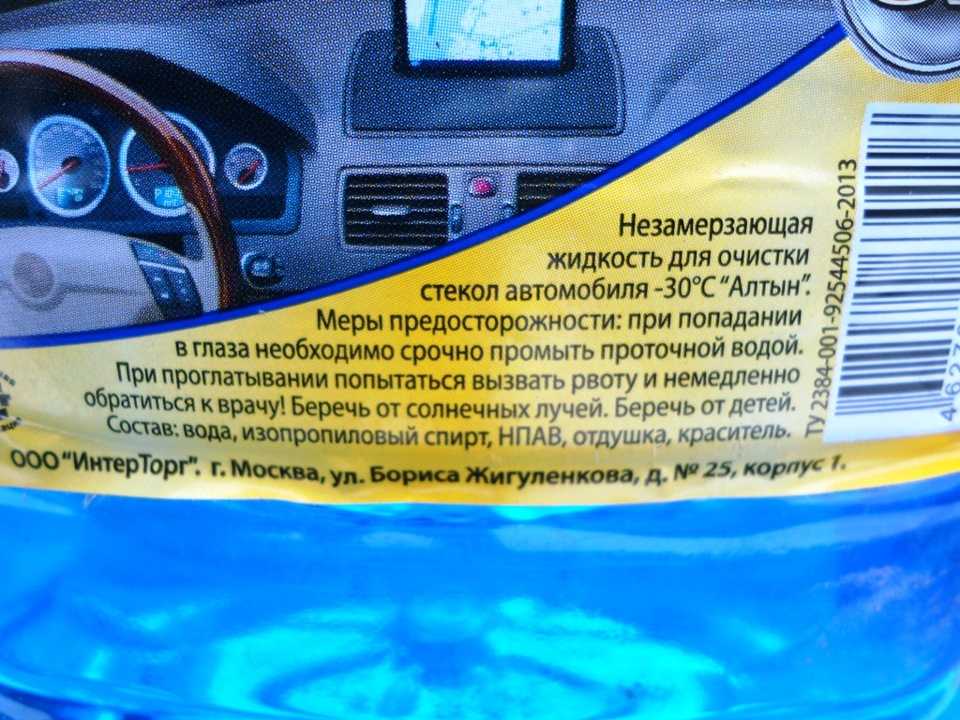 Незамерзающая
жидкость для очистки
стекол автомобиля -30°С "Алтын".
Меры предосторожности: при попадании
в глаза необходимо срочно промыть проточной водой.
При проглатывании попытаться вызвать рвоту и немедленно
обратиться к врачу! Беречь от солнечных лучей. Беречь от детей.
Состав: вода, изопропиловый спирт, НПАВ, отдушка, краситель.
ООО "ИнтерТорг". г. Москва, ул. Бориса Жигуленкова, д. № 25, корпус 1.
ТУ 2384-001-92544506-2013